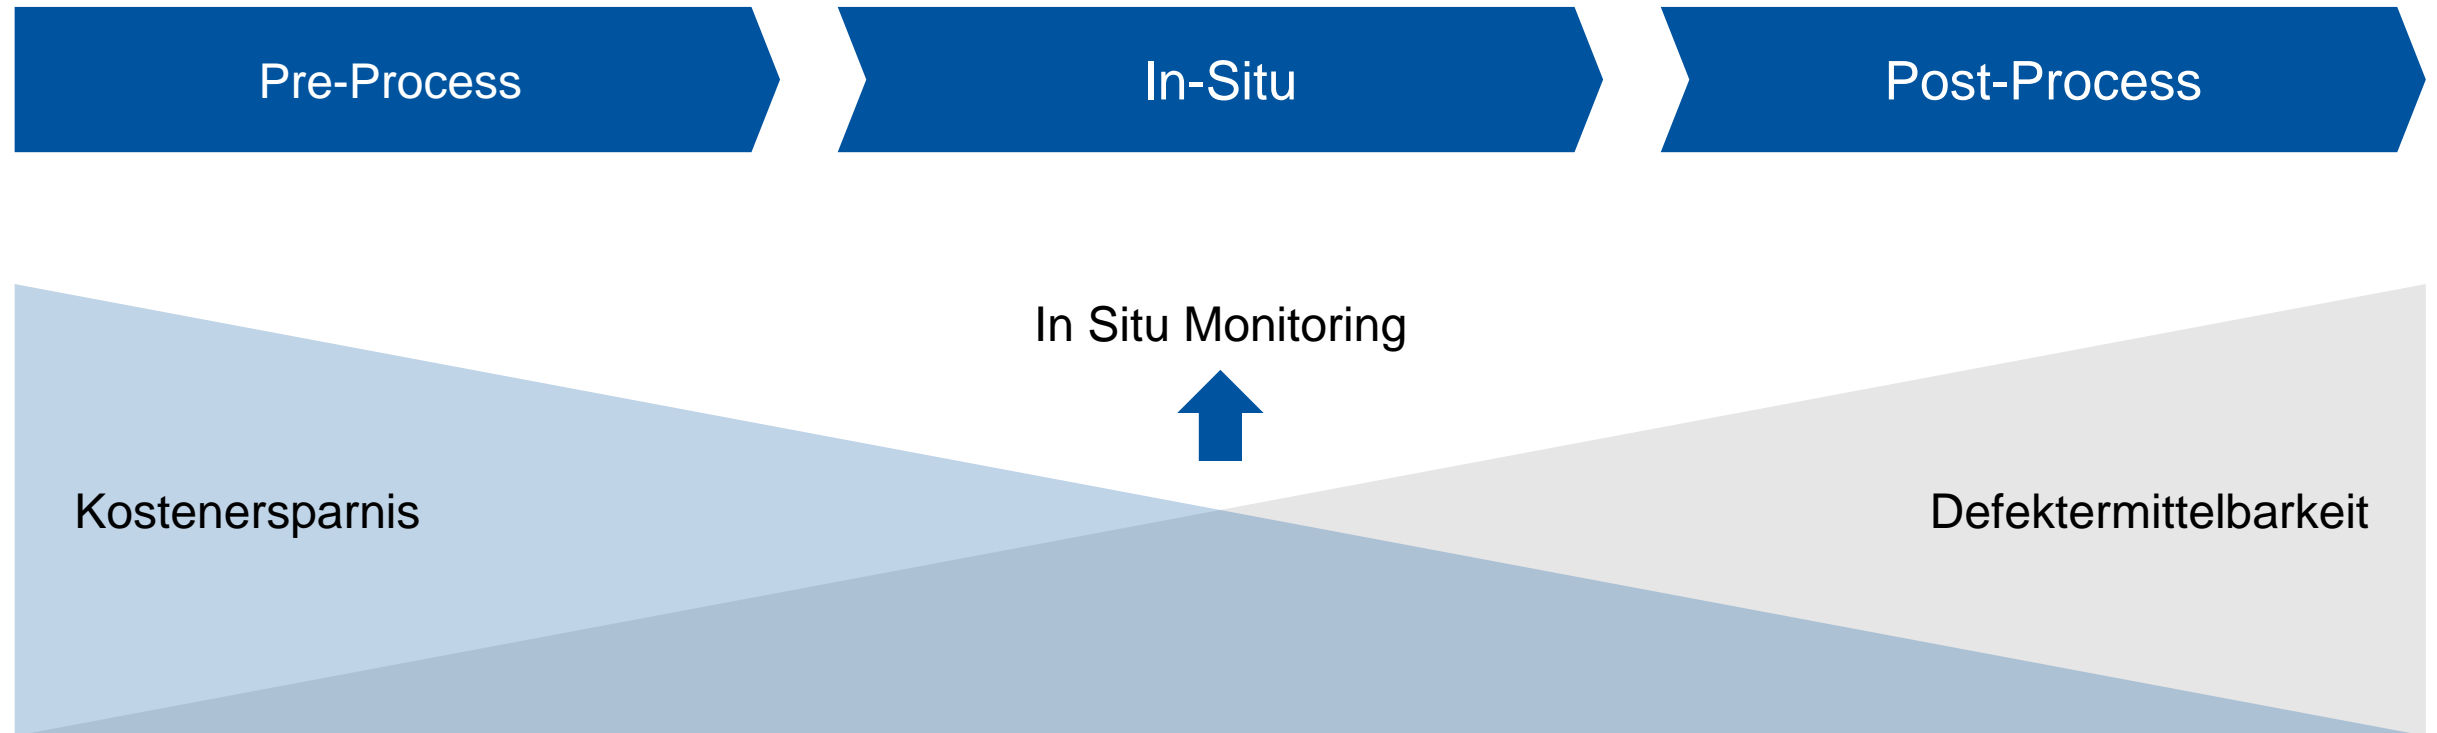 Pre-Process
In-Situ
Post-Process
In Situ Monitoring
Kostenersparnis
Defektermittelbarkeit